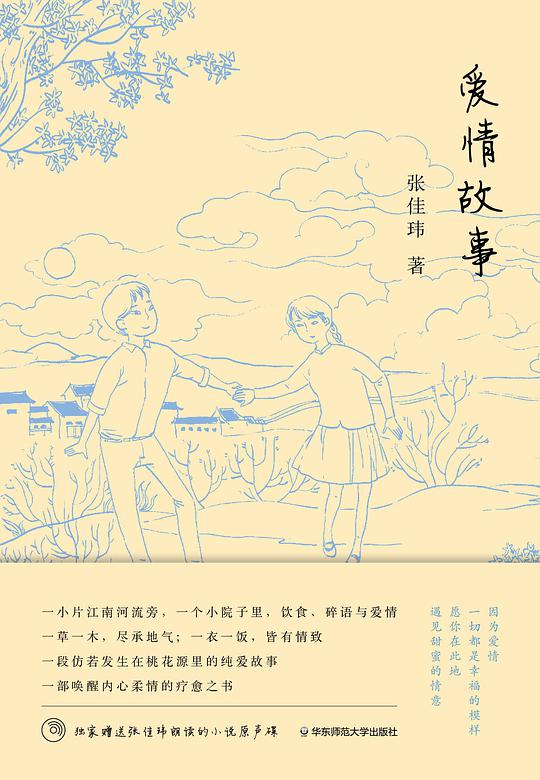 爱情故事
张佳玮 著
一小片江南河流旁，一个小院子里，饮食、碎语与爱情
一草一木，尽承地气；一衣一饭，皆有情致
一段仿若发生在桃花源里的纯爱故事
一部唤醒内心柔情的疗愈之书
因为爱情
一切都是幸福的模样
愿你在此地
遇见甜蜜的情意
独家赠送张佳玮朗读的小说原声碟
华东师范大学出版社